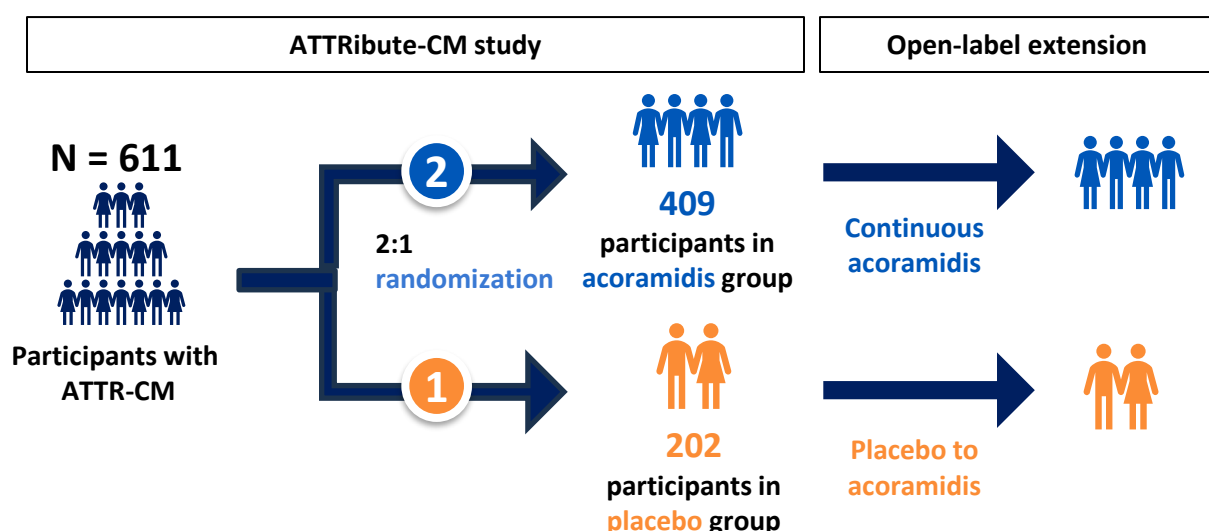 ATTRibute-CM study
Open-label extension
N = 611
Participants with
ATTR-CM
2
2:1
randomization
1
409
participants in
acoramidis group
202
participants in
placebo group
Continuous
acoramidis
Placebo to
acoramidis